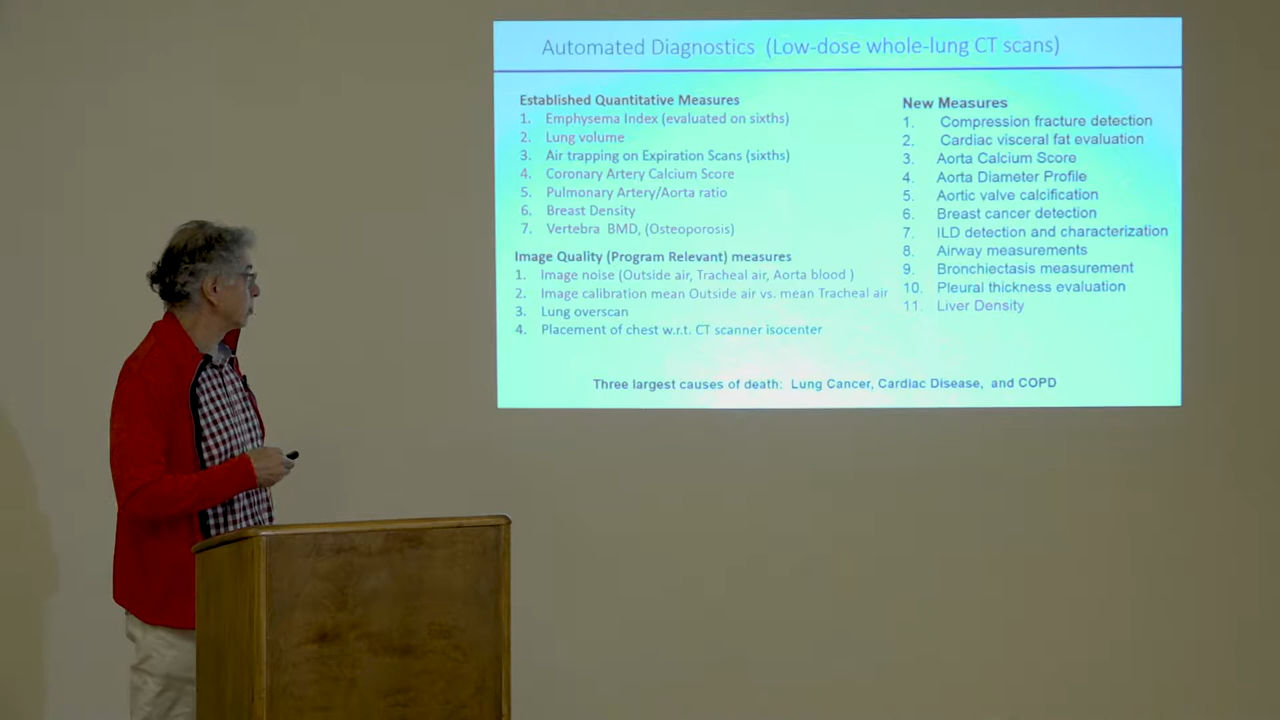 Automated Diagnostics (Low-dose whole-lung CT scans)
Established Quantitative Measures
1. Emphysema Index (evaluated on sixths)
2. Lung volume
3. Air trapping on Expiration Scans (sixths)
4. Coronary Artery Calcium Score
5. Pulmonary Artery/Aorta ratio
6. Breast Density
7. Vertebra BMD, (Osteoporosis)
Image Quality (Program Relevant) measures
1. Image noise (Outside air, Tracheal air, Aorta blood )
2. Image calibration mean Outside air vs. mean Tracheal air
3. Lung overscan
4. Placement of chest w.r.t. CT scanner isocenter
New Measures
1. Compression fracture detection
2. Cardiac visceral fat evaluation
3. Aorta Calcium Score
4. Aorta Diameter Profile
5. Aortic valve calcification
6. Breast cancer detection
7. ILD detection and characterization
8. Airway measurements
9. Bronchiectasis measurement
10. Pleural thickness evaluation
11. Liver Density
Three largest causes of death: Lung Cancer, Cardiac Disease, and COPD